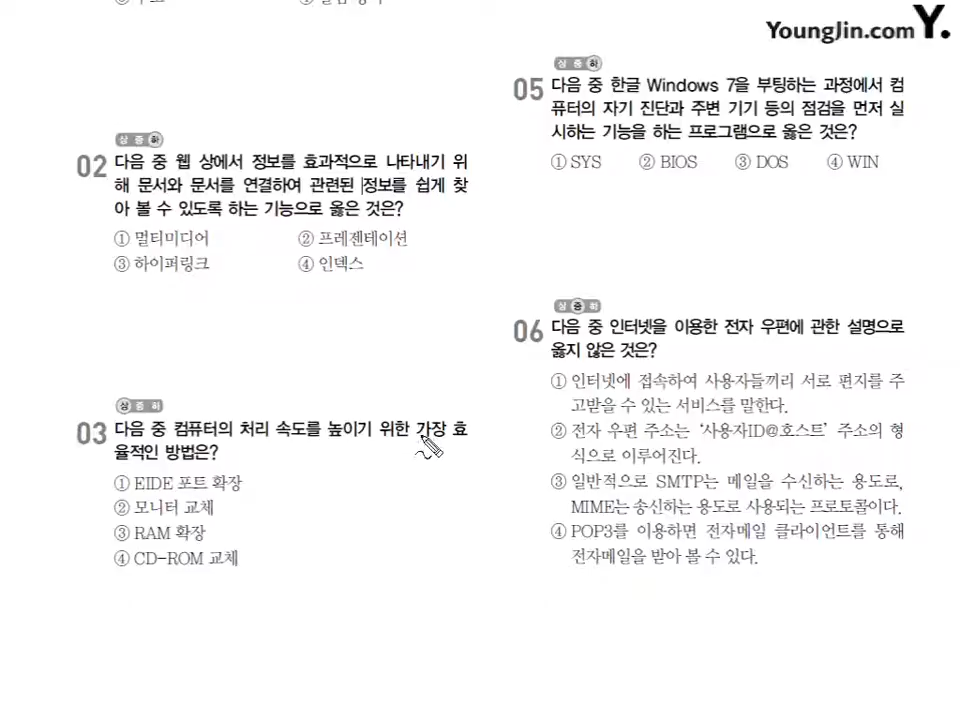 YoungJin.com Y.
상 중 하
02 다음 중 웹 상에서 정보를 효과적으로 나타내기 위
해 문서와 문서를 연결하여 관련된 정보를 쉽게 찾
아 볼 수 있도록 하는 기능으로 옳은 것은?
① 멀티미디어 ② 프레젠테이션
③ 하이퍼링크 ④ 인덱스
상 중 하
03 다음 중 컴퓨터의 처리 속도를 높이기 위한 가장 효
율적인 방법은?
① EIDE 포트 확장
② 모니터 교체
③ RAM 확장
④ CD-ROM 교체
상 중 하
05 다음 중 한글 Windows 7을 부팅하는 과정에서 컴
퓨터의 자기 진단과 주변 기기 등의 점검을 먼저 실
시하는 기능을 하는 프로그램으로 옳은 것은?
① SYS ② BIOS ③ DOS ④ WIN
상 중 하
06 다음 중 인터넷을 이용한 전자 우편에 관한 설명으로
옳지 않은 것은?
① 인터넷에 접속하여 사용자들끼리 서로 편지를 주
고받을 수 있는 서비스를 말한다.
② 전자 우편 주소는 ‘사용자ID@호스트’ 주소의 형
식으로 이루어진다.
③ 일반적으로 SMTP는 메일을 수신하는 용도로,
MIME는 송신하는 용도로 사용되는 프로토콜이다.
④ POP3를 이용하면 전자메일 클라이언트를 통해
전자메일을 받아 볼 수 있다.